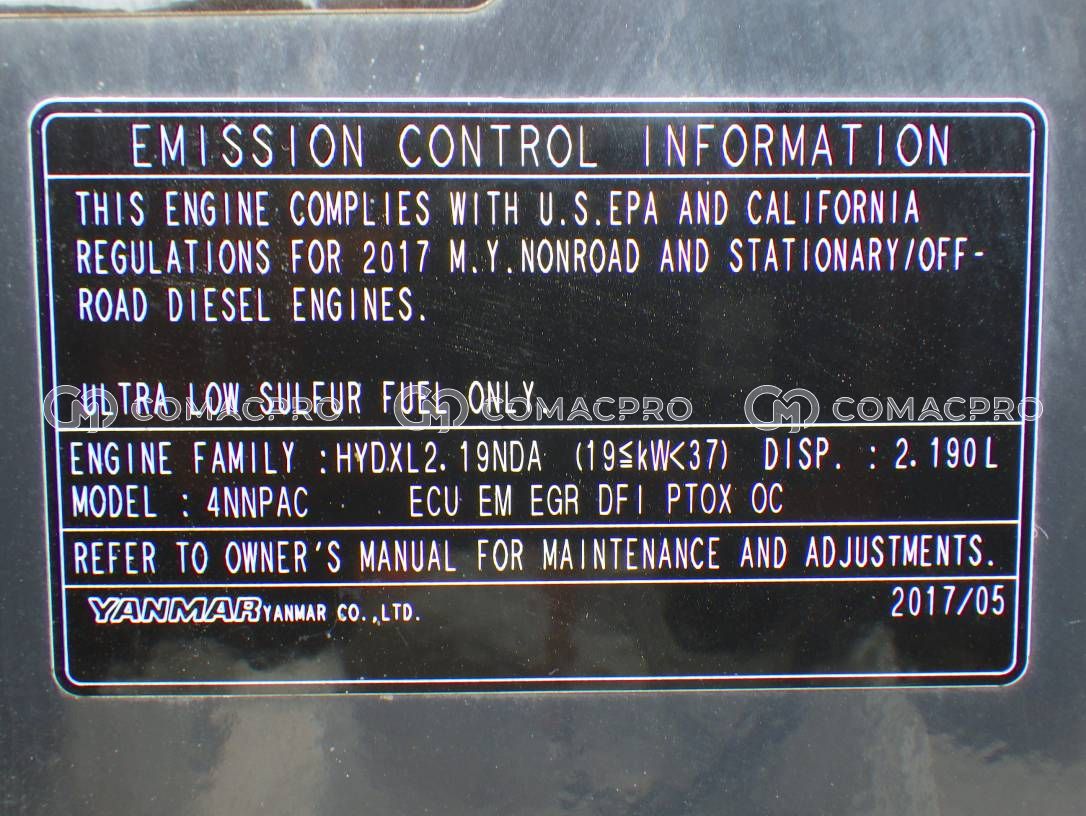 EMISSION CONTROL INFORMATION
THIS ENGINE COMPLIES WITH U.S.EPA AND CALIFORNIA
REGULATIONS FOR 2017 M.Y.NONROAD AND STATIONARY/OFF-
ROAD DIESEL ENGINES.
ULTRA LOW SULFUR FUEL ONLY.
COMACPRO COMACPRO COMACPRO
ENGINE FAMILY :HYDXL2.19NDA (19≦kW<37) DISP. : 2.190L
MODEL : 4NNPAC ECU EM EGR DFI PTOX OC
REFER TO OWNER'S MANUAL FOR MAINTENANCE AND ADJUSTMENTS.
YANMAR YANMAR CO.,LTD. 2017/05